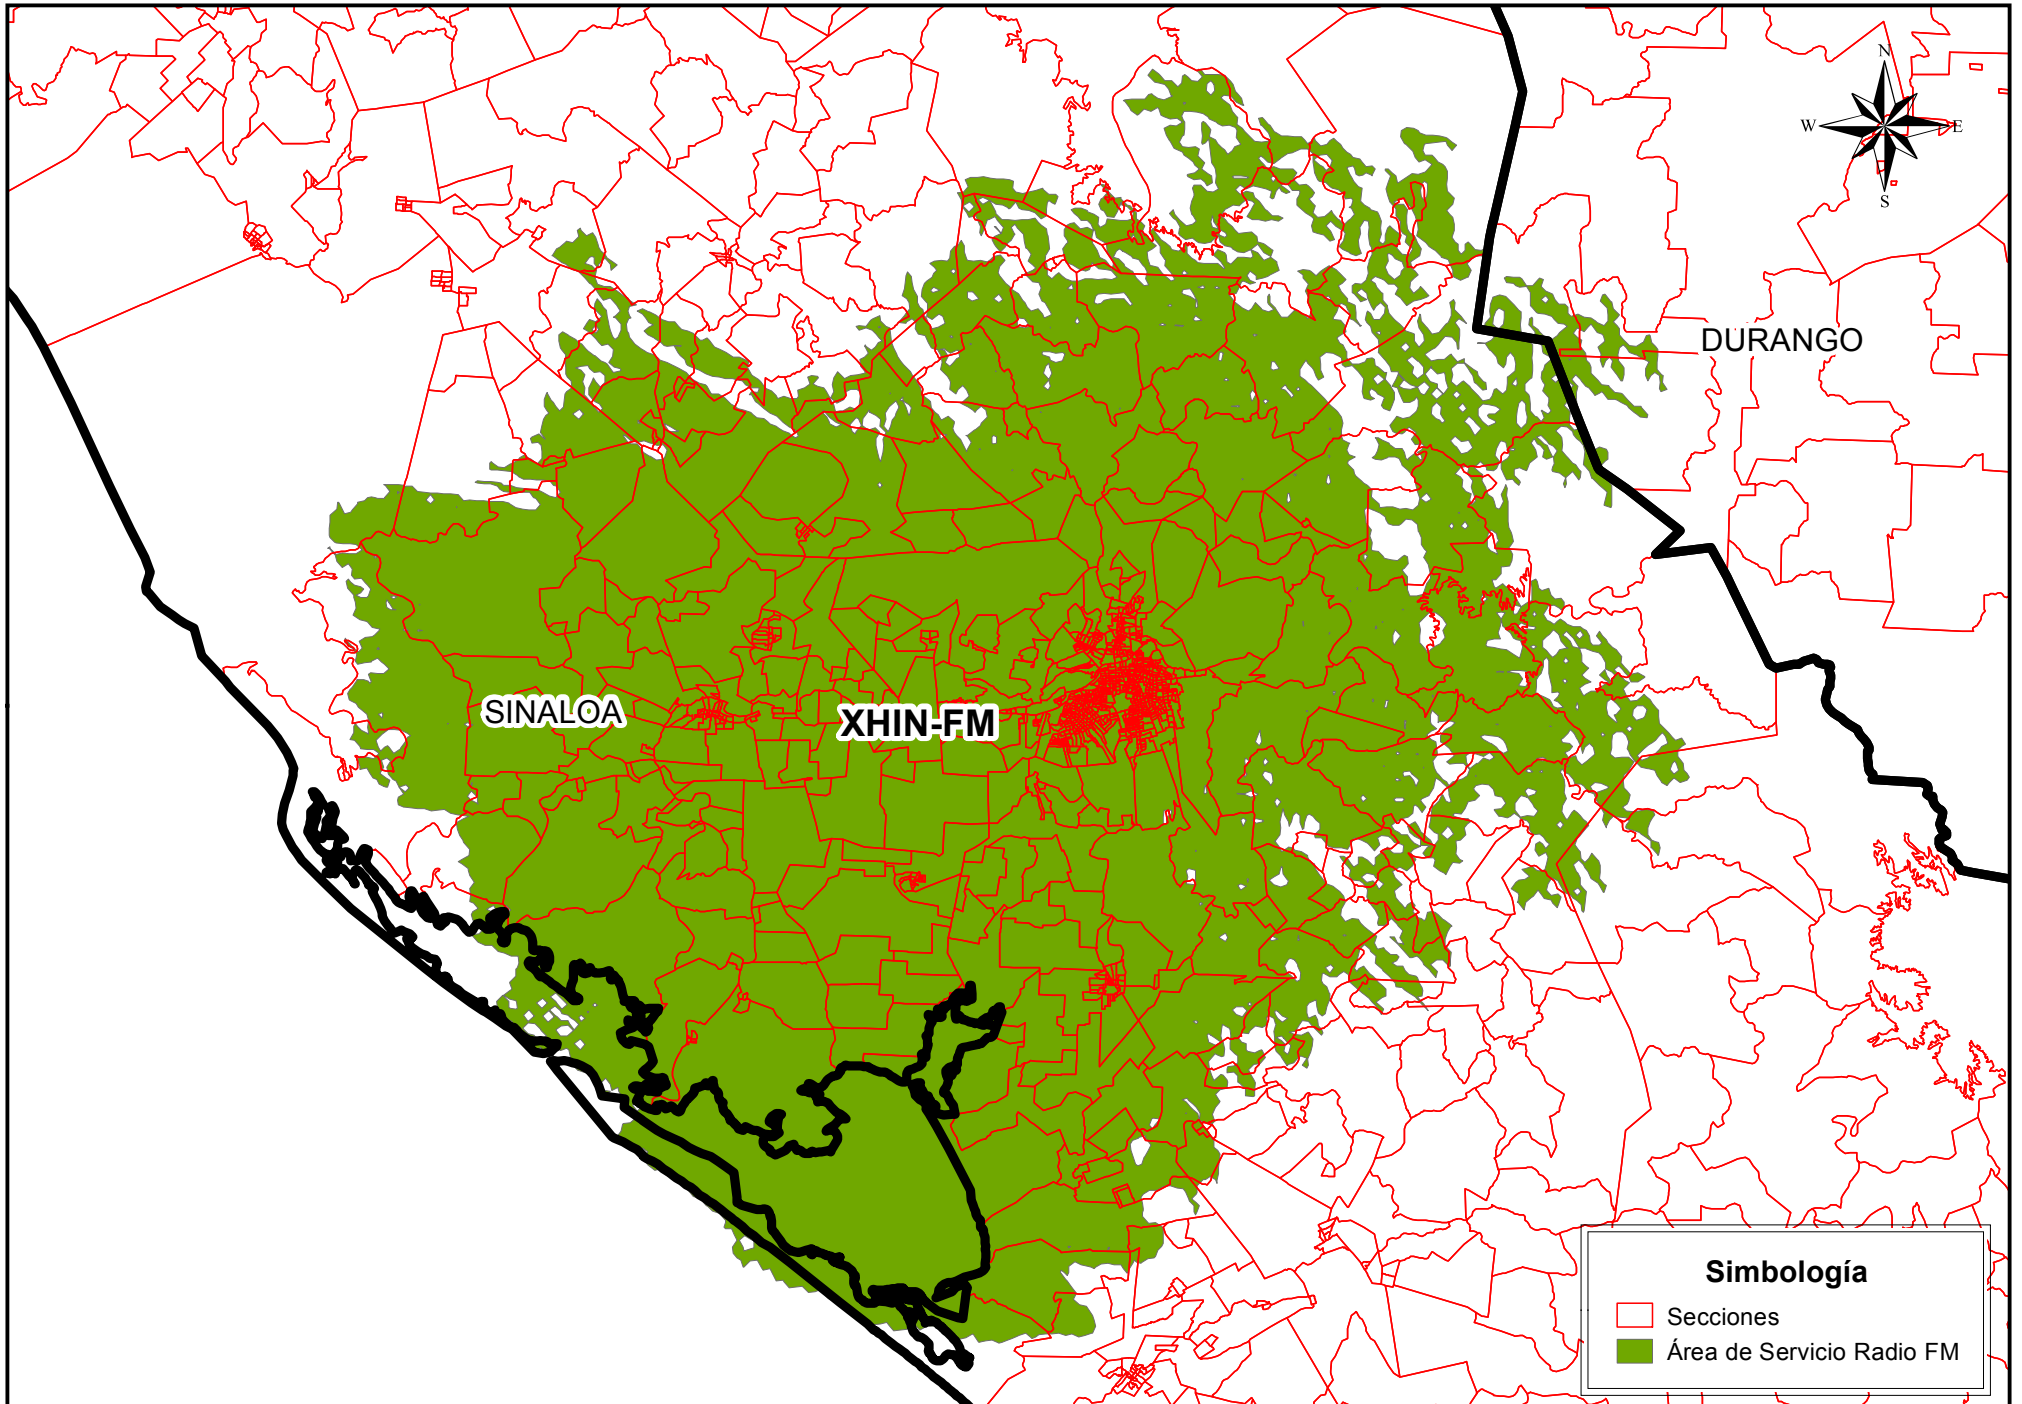 N
W E
S
DURANGO
SINALOA
XHIN-FM
Simbología
Secciones
Área de Servicio Radio FM